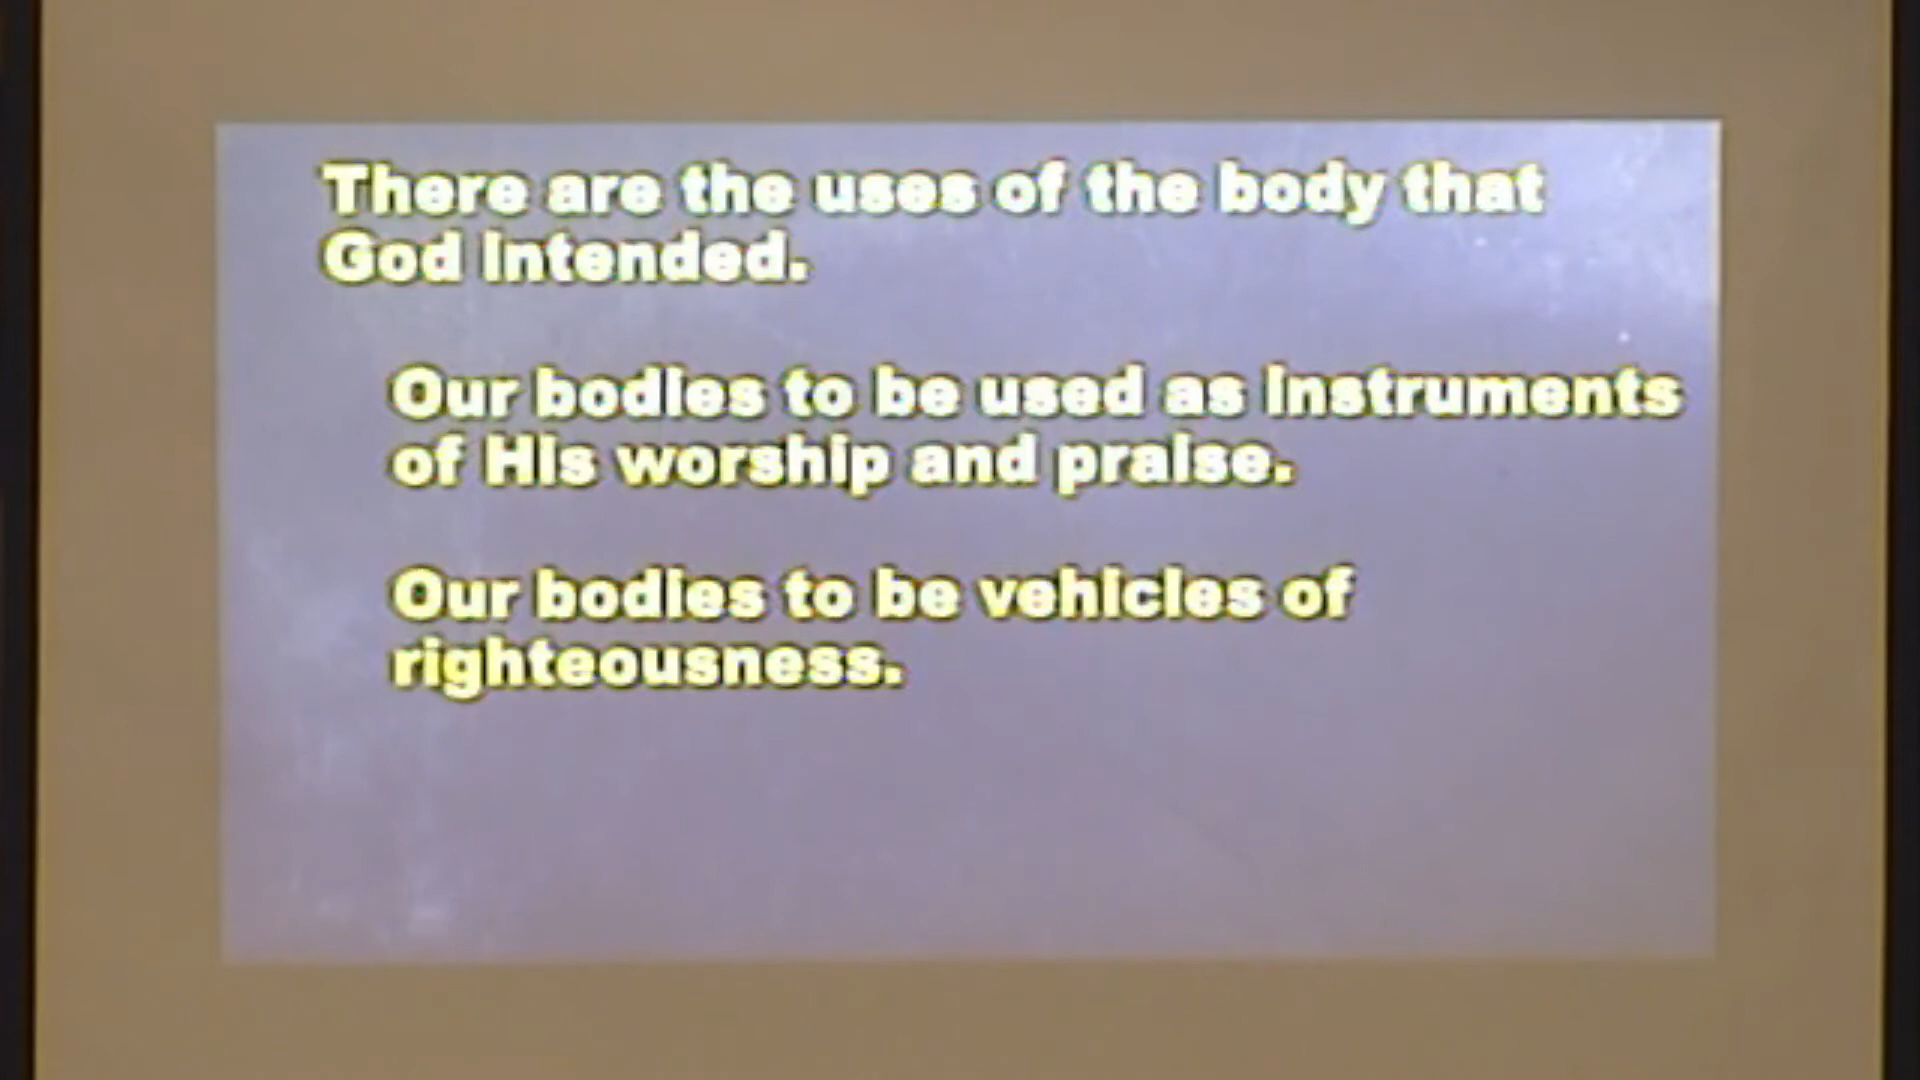 There are the uses of the body that
God intended.
Our bodies to be used as instruments
of His worship and praise.
Our bodies to be vehicles of
righteousness.